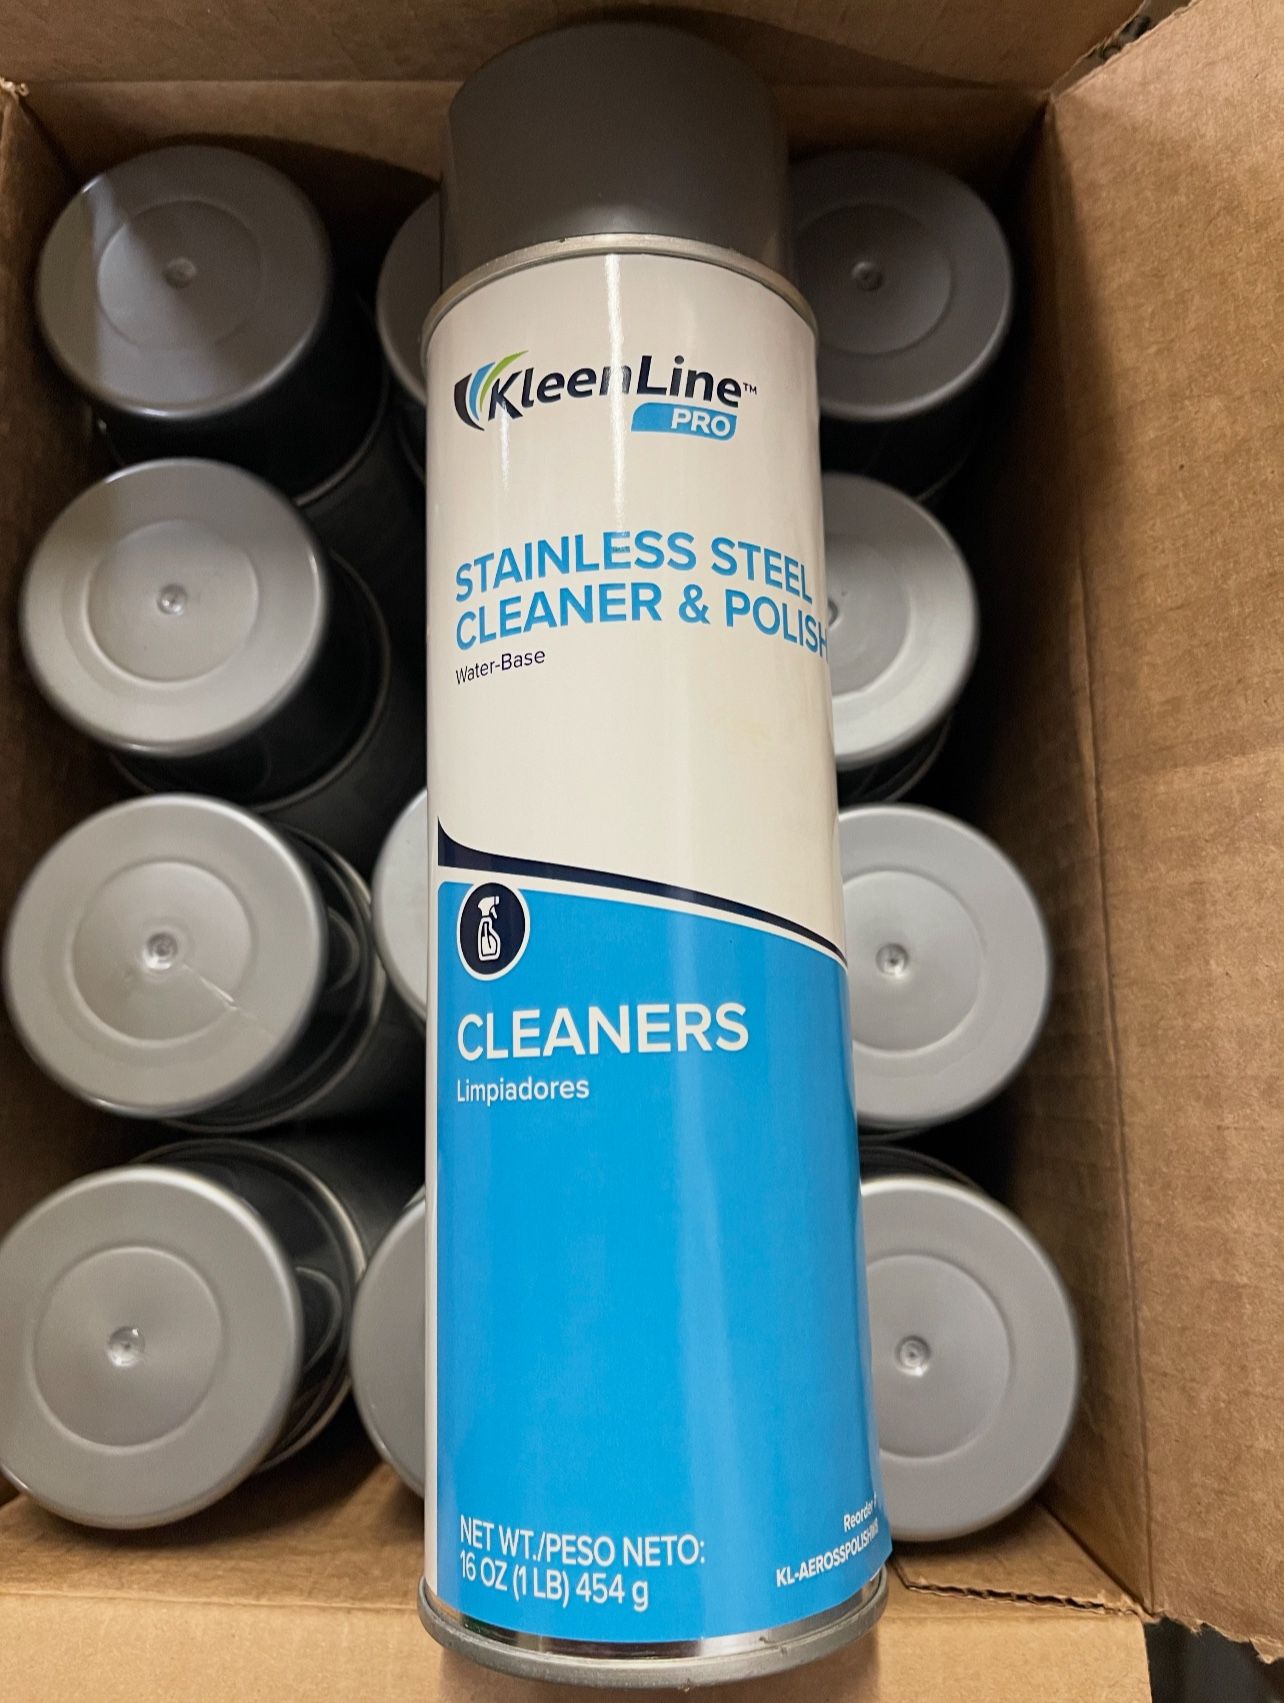 KleenLine™
PRO
STAINLESS STEEL
CLEANER & POLISH
Water-Base
CLEANERS
Limpiadores
NET WT./PESO NETO:
16 OZ (1 LB) 454 g
Reorder #